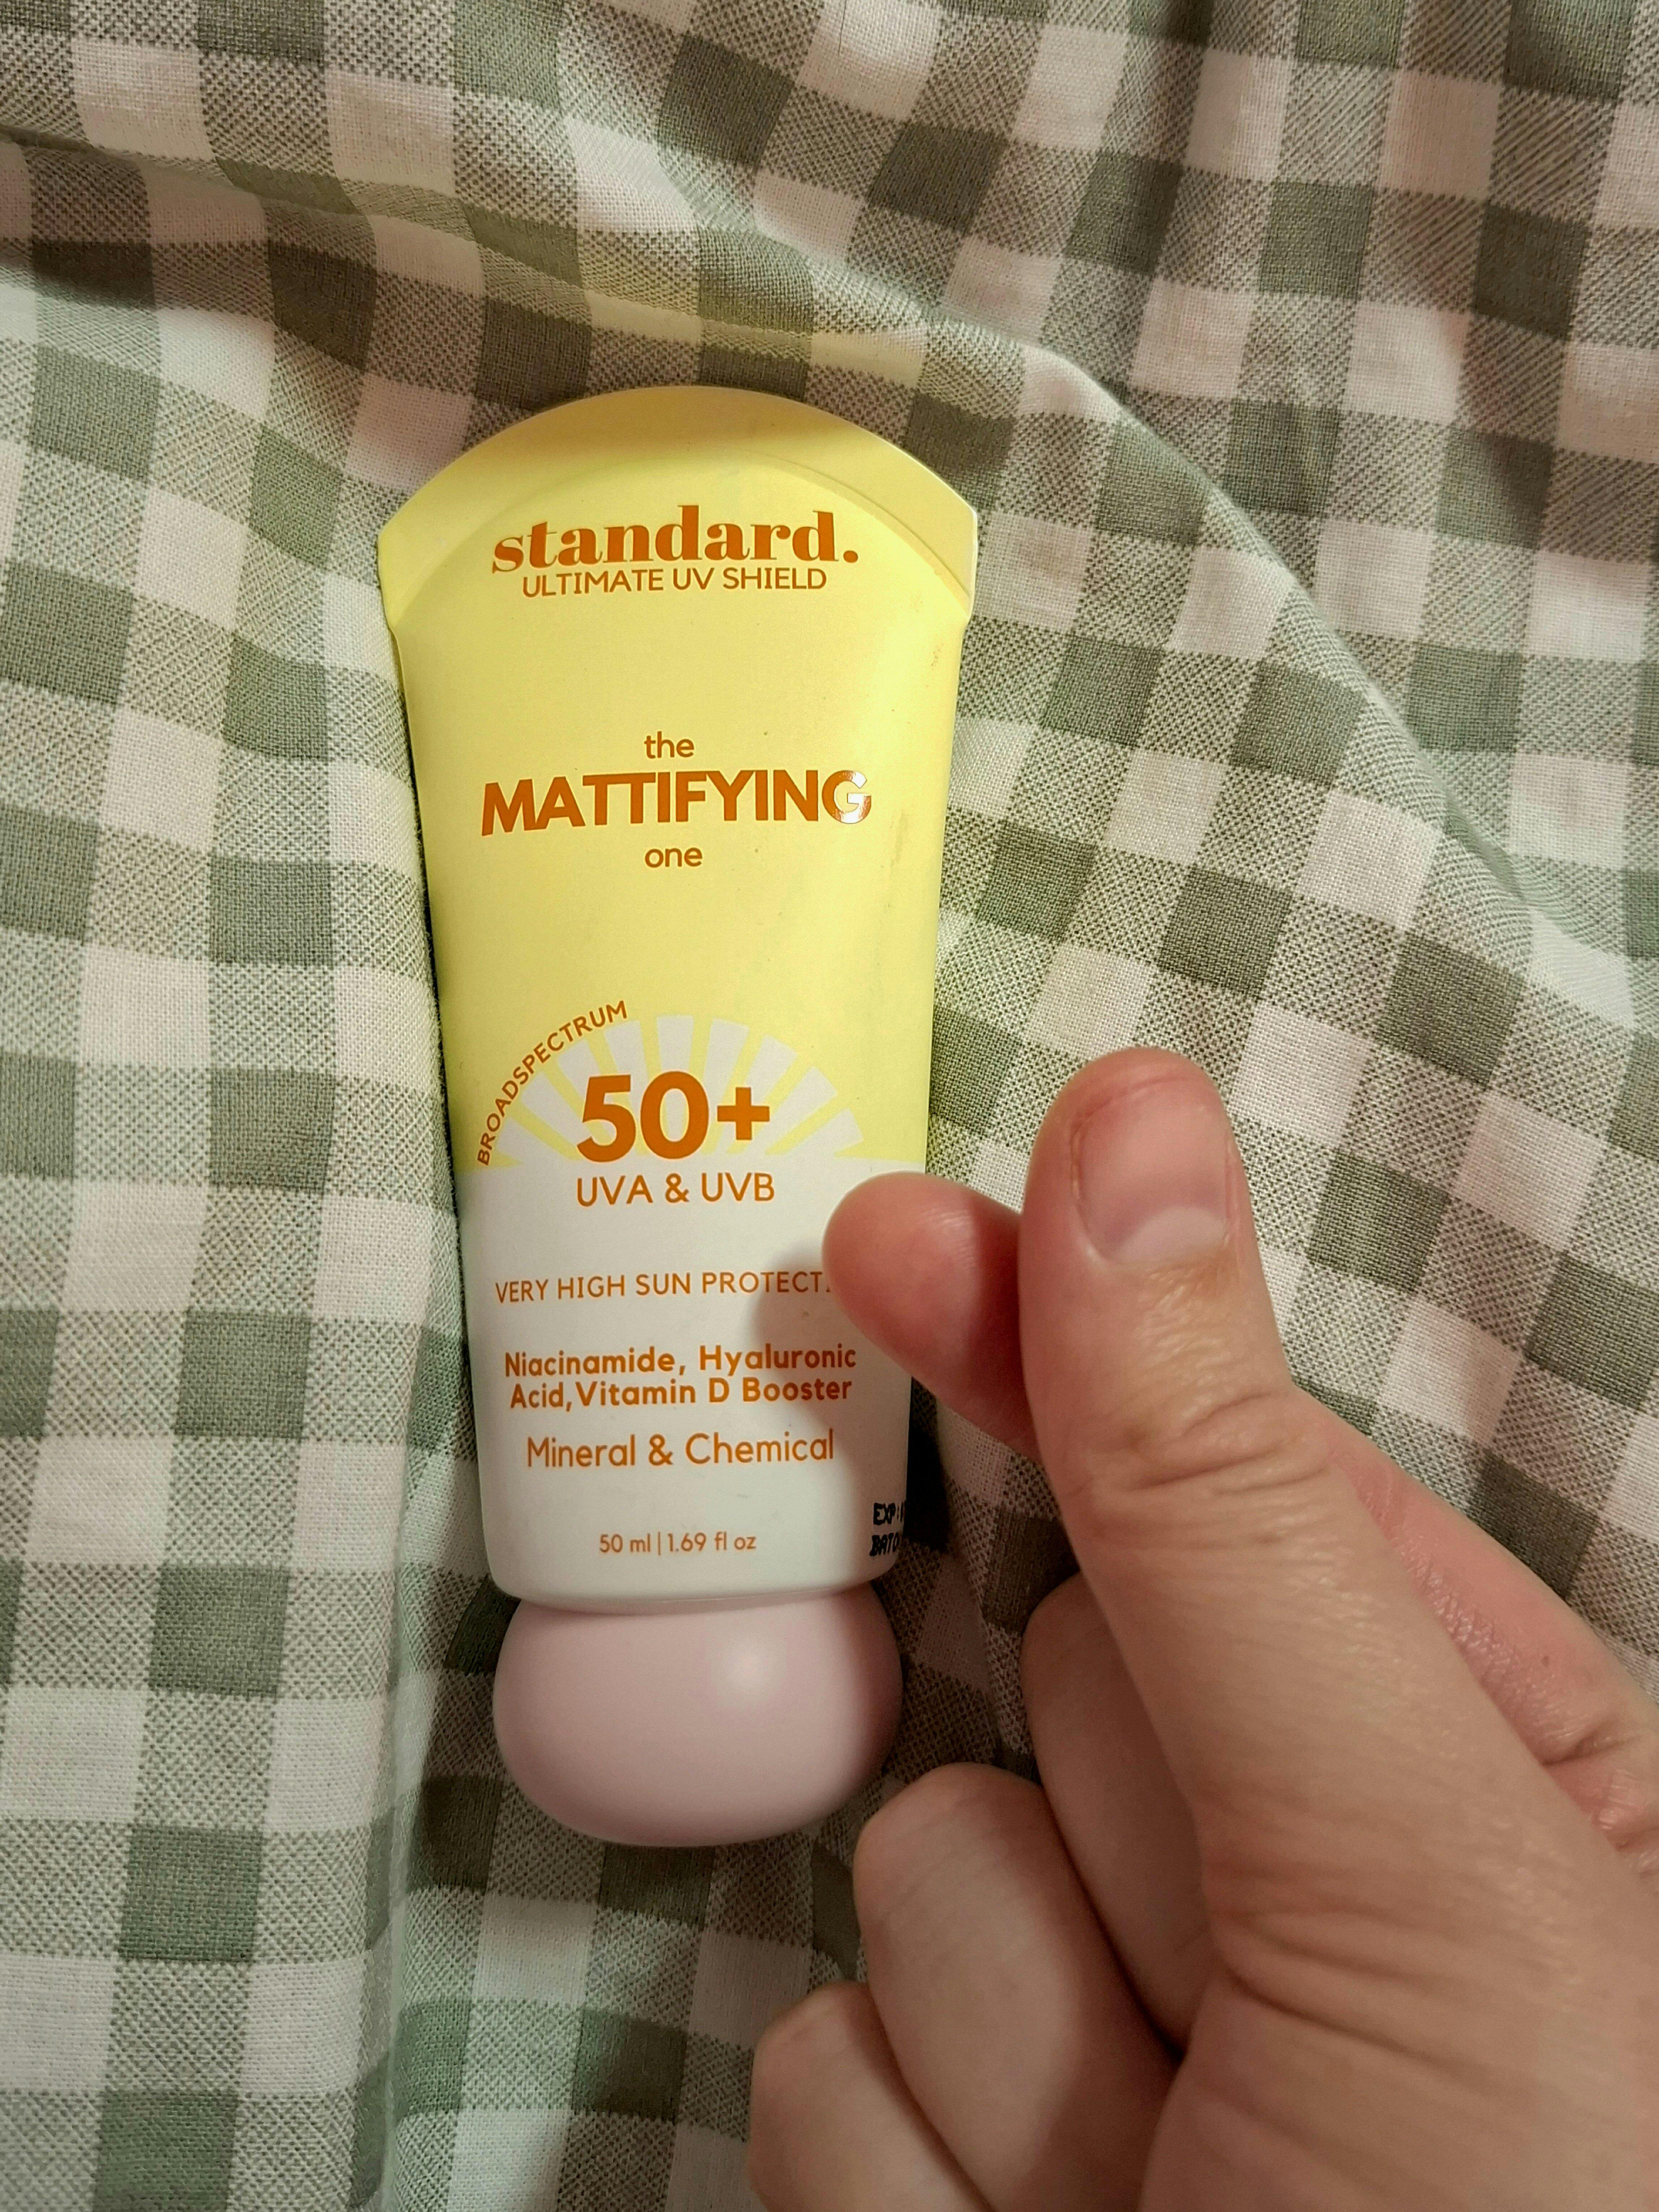 standard.
ULTIMATE UV SHIELD
the
MATTIFYING
one
BROADSPECTRUM
50+
UVA & UVB
VERY HIGH SUN
Niacinamide, Hyaluronic
Acid,Vitamin D Booster
Mineral & Chemical
50 ml | 1.69 fl oz
EXP: